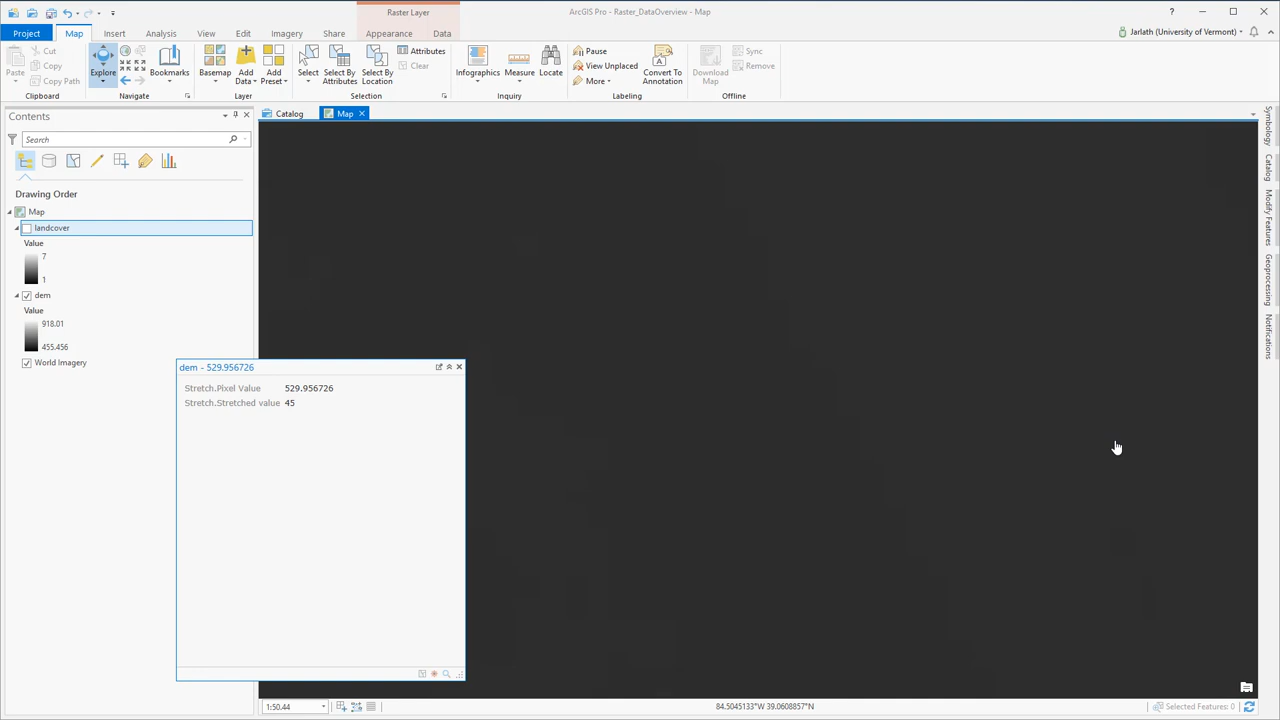 Raster Layer
ArcGIS Pro - Raster_DataOverview - Map
?
Project Map Insert Analysis View Edit Imagery Share Appearance Data
Jarlath (University of Vermont)
Paste
Cut
Copy
Copy Path
Clipboard
Explore
Bookmarks
Navigate
Basemap
Add Data
Add Preset
Layer
Select
Select By Attributes
Select By Location
Attributes
Clear
Selection
Infographics
Measure
Locate
Inquiry
Pause
View Unplaced
More
Convert To Annotation
Labeling
Download Map
Sync
Remove
Offline
Contents
Catalog
Map
Search
Drawing Order
Map
landcover
Value
7
1
dem
Value
918.01
455.456
World Imagery
dem - 529.956726
Stretch.Pixel Value 529.956726
Stretch.Stretched value 45
Symbology
Catalog
Modify Features
Geoprocessing
Notifications
1:50.44
84.5045133°W 39.0608857°N
Selected Features: 0